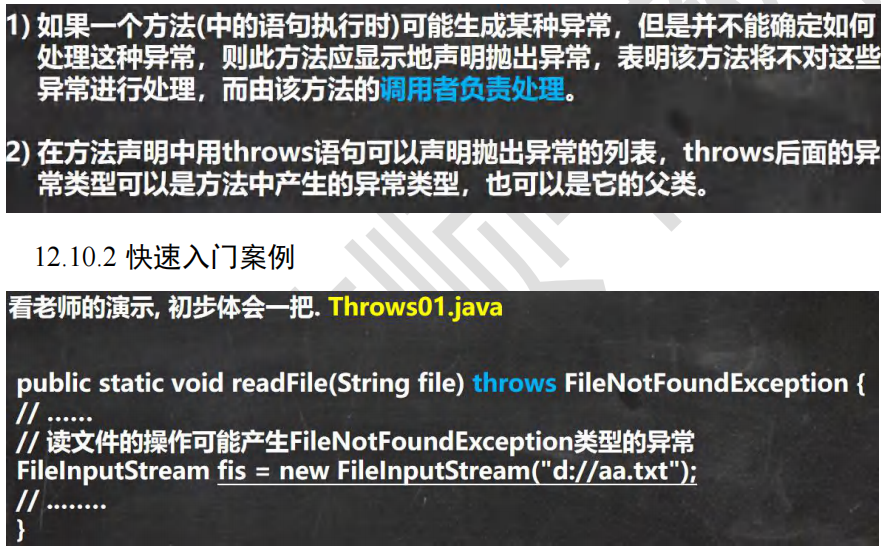 1) 如果一个方法(中的语句执行时)可能生成某种异常，但是并不能确定如何
处理这种异常，则此方法应显示地声明抛出异常，表明该方法将不对这些
异常进行处理，而由该方法的调用者负责处理。
2) 在方法声明中用throws语句可以声明抛出异常的列表，throws后面的异
常类型可以是方法中产生的异常类型，也可以是它的父类。
12.10.2 快速入门案例
看老师的演示, 初步体会一把. Throws01.java
public static void readFile(String file) throws FileNotFoundException {
// ......
// 读文件的操作可能产生FileNotFoundException类型的异常
FileInputStream fis = new FileInputStream("d://aa.txt");
// ........
}